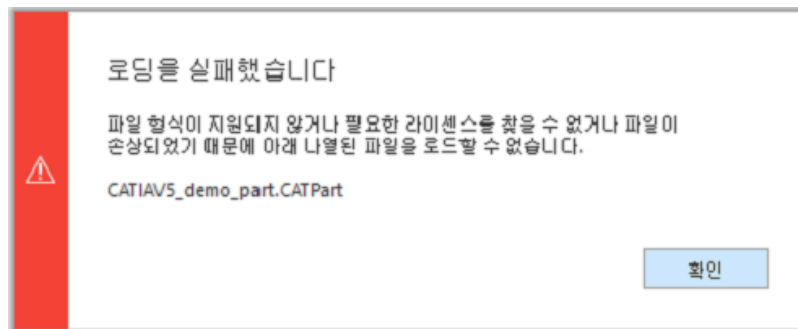 로딩을 실패했습니다
파일 형식이 지원되지 않거나 필요한 라이센스를 찾을 수 없거나 파일이
손상되었기 때문에 아래 나열된 파일을 로드할 수 없습니다.
CATIAV5_demo_part.CATPart
확인